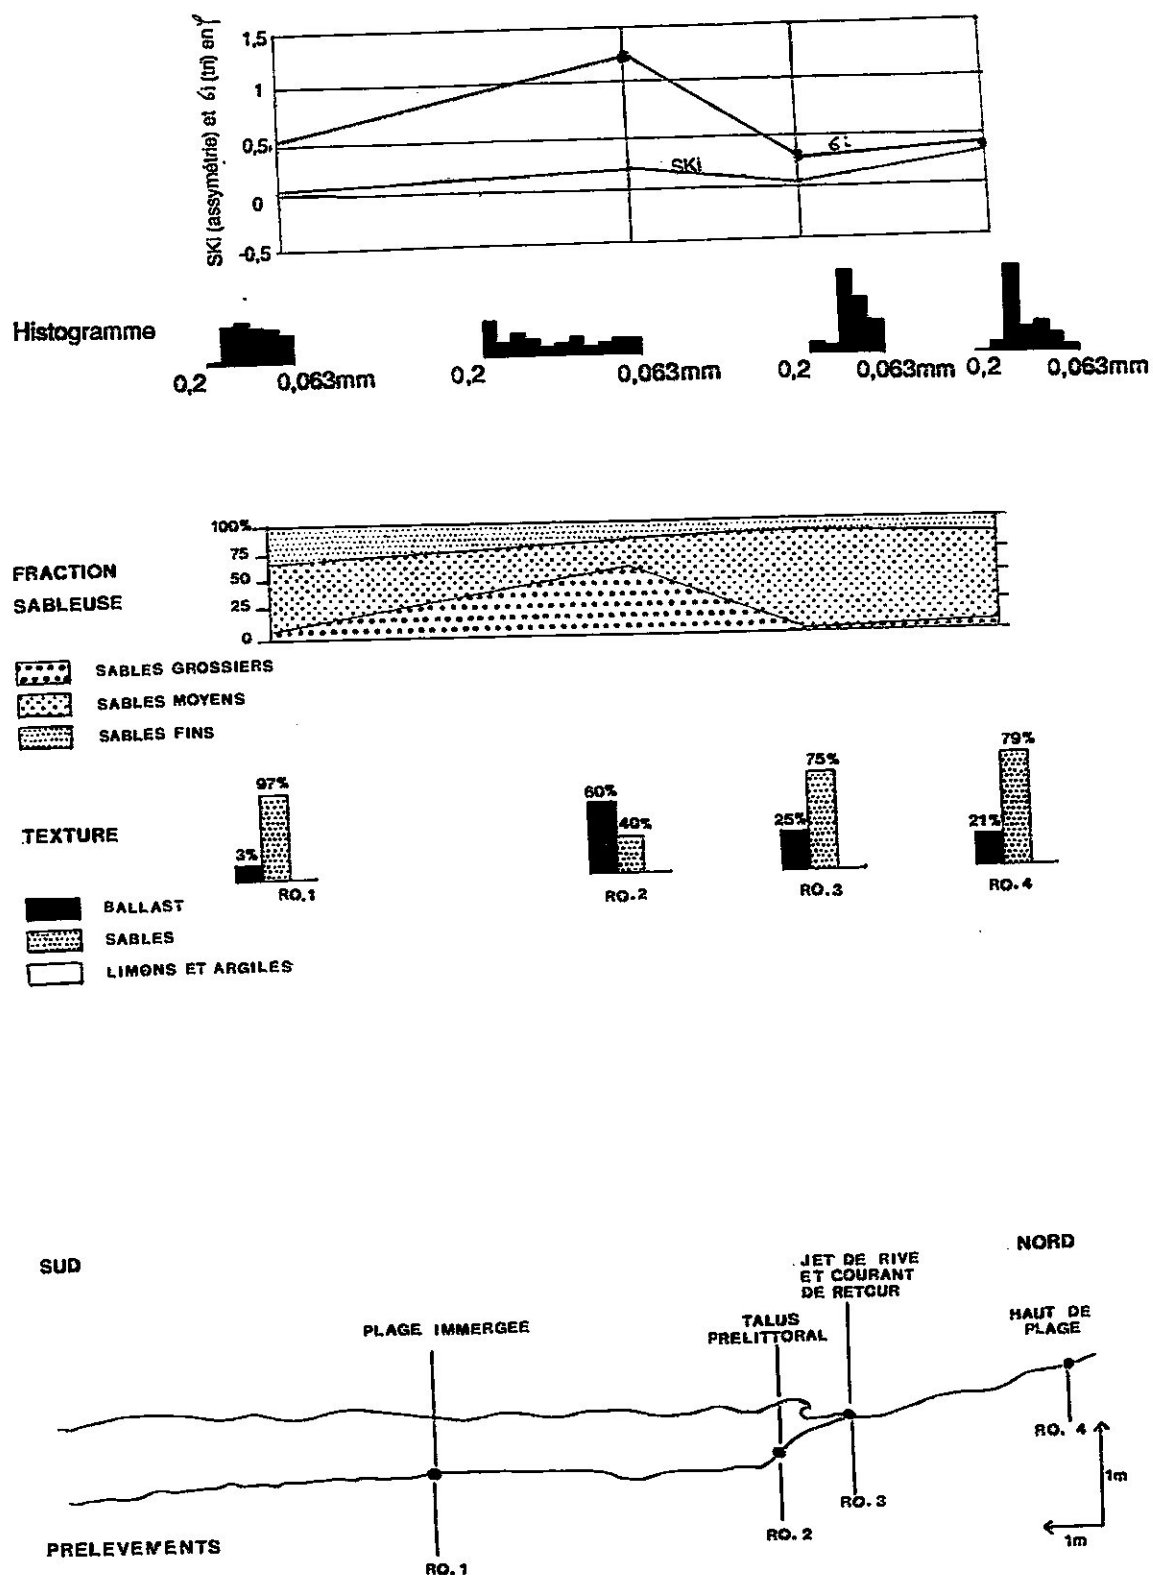 SKi (assymétrie) et 6i (tri) en φ
1,5
1
0,5
0
-0,5
6i
SKi
Histogramme
0,2 0,063mm 0,2 0,063mm 0,2 0,063mm 0,2 0,063mm
FRACTION
SABLEUSE
100%
75
50
25
0
SABLES GROSSIERS
SABLES MOYENS
SABLES FINS
TEXTURE
3% 97% 60% 40% 25% 75% 21% 79%
RO.1 RO.2 RO.3 RO.4
BALLAST
SABLES
LIMONS ET ARGILES
SUD
NORD
PLAGE IMMERGEE
TALUS
PRELITTORAL
JET DE RIVE
ET COURANT
DE RETOUR
HAUT DE
PLAGE
RO. 4
RO. 3
RO. 2
RO. 1
1m
1m
PRELEVEMENTS